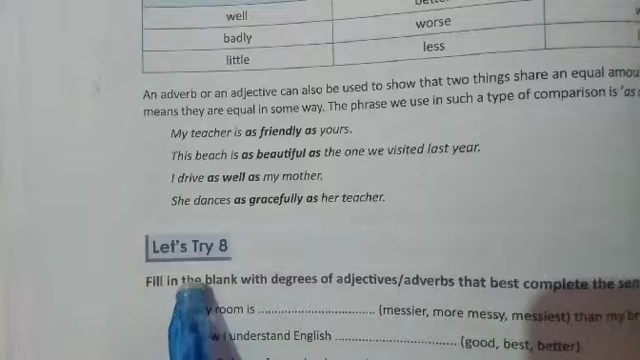 well
badly worse
little less
An adverb or an adjective can also be used to show that two things share an equal
means they are equal in some way. The phrase we use in such a type of comparison is 'as
My teacher is as friendly as yours.
This beach is as beautiful as the one we visited last year.
I drive as well as my mother.
She dances as gracefully as her teacher.
Let's Try 8
Fill in the blank with degrees of adjectives/adverbs that best complete the
room is .................................... (messier, more messy, messiest) than my
I understand English .................................... (good, best, better)